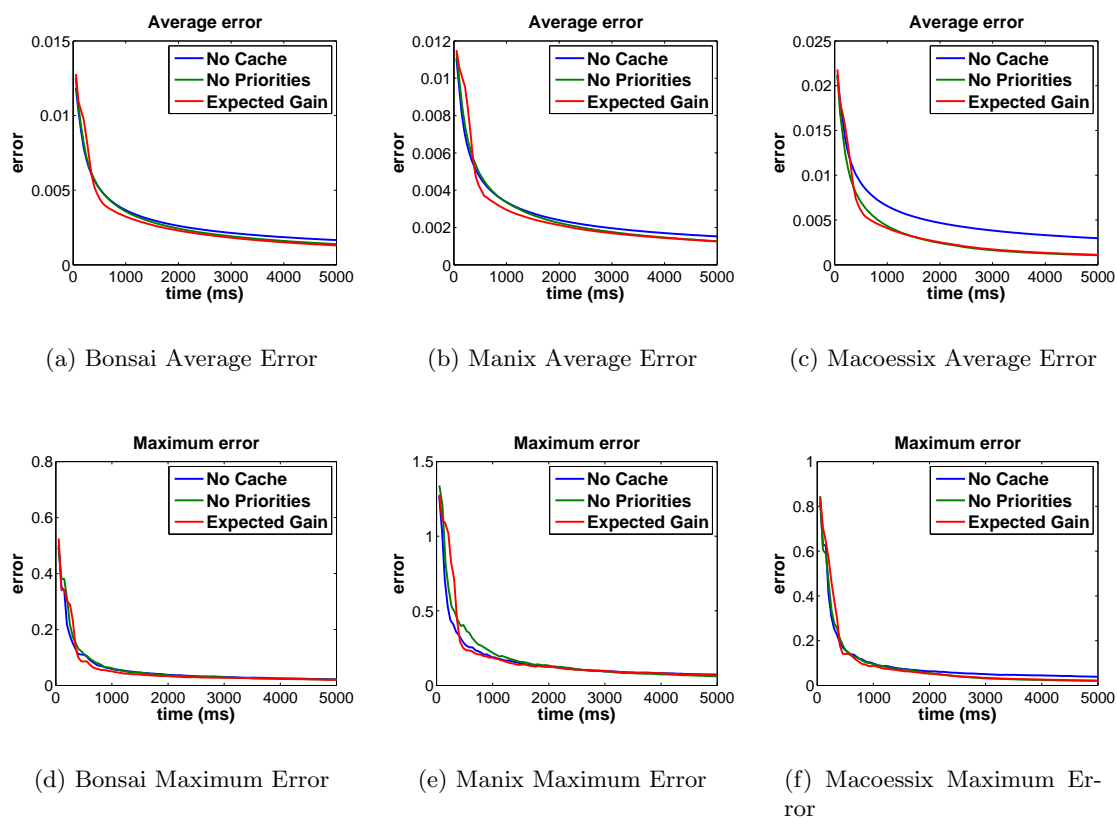 Average error
0.015
0.01
0.005
0
error
0 1000 2000 3000 4000 5000
time (ms)
No Cache
No Priorities
Expected Gain
(a) Bonsai Average Error
Average error
0.012
0.01
0.008
0.006
0.004
0.002
0
error
0 1000 2000 3000 4000 5000
time (ms)
No Cache
No Priorities
Expected Gain
(b) Manix Average Error
Average error
0.025
0.02
0.015
0.01
0.005
0
error
0 1000 2000 3000 4000 5000
time (ms)
No Cache
No Priorities
Expected Gain
(c) Macoessix Average Error
Maximum error
0.8
0.6
0.4
0.2
0
error
0 1000 2000 3000 4000 5000
time (ms)
No Cache
No Priorities
Expected Gain
(d) Bonsai Maximum Error
Maximum error
1.5
1
0.5
0
error
0 1000 2000 3000 4000 5000
time (ms)
No Cache
No Priorities
Expected Gain
(e) Manix Maximum Error
Maximum error
1
0.8
0.6
0.4
0.2
0
error
0 1000 2000 3000 4000 5000
time (ms)
No Cache
No Priorities
Expected Gain
(f) Macoessix Maximum Er-
ror